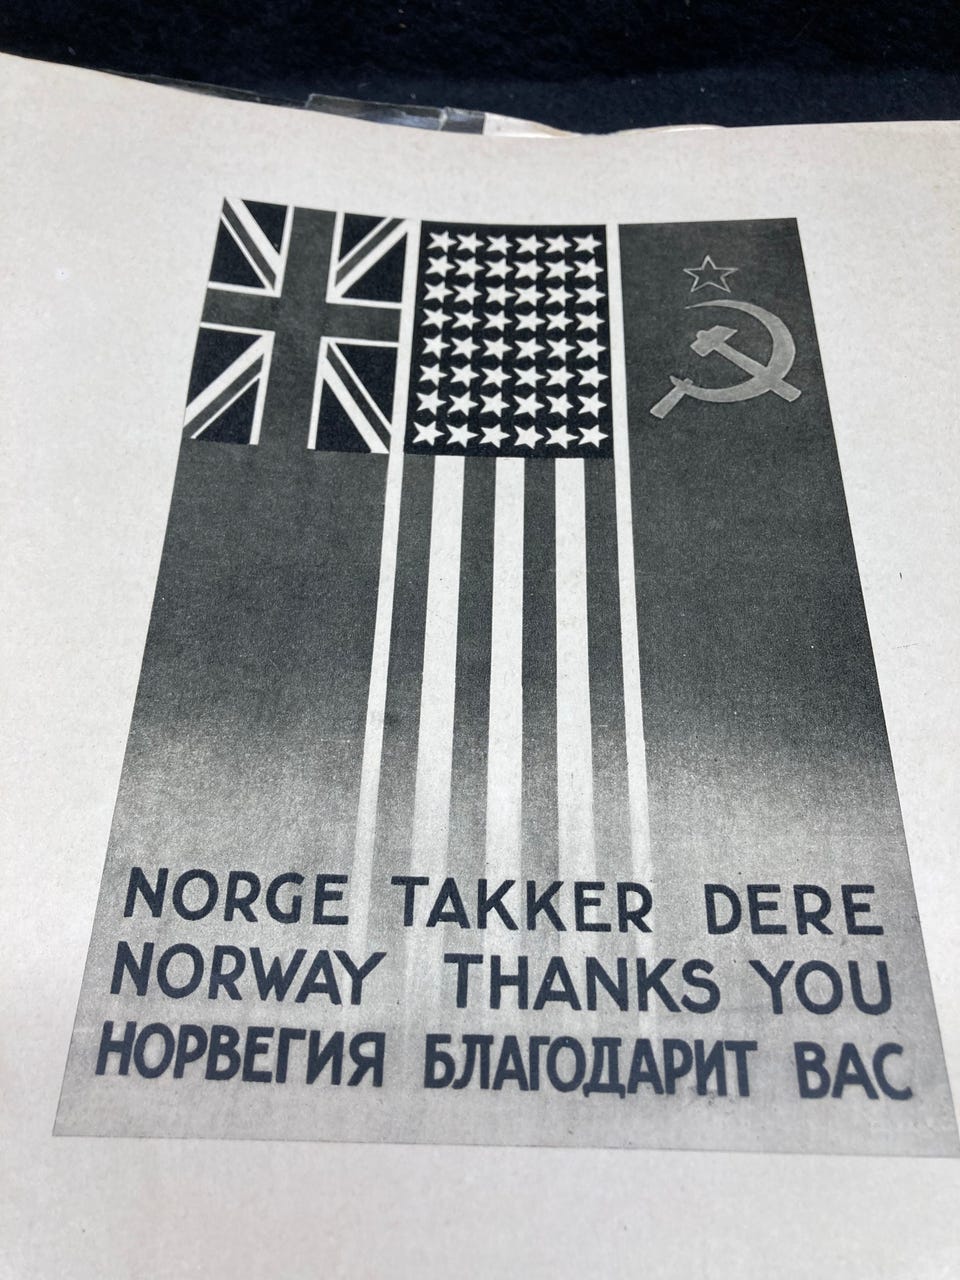 NORGE TAKKER DERE
NORWAY THANKS YOU
НОРВЕГИЯ БЛАГОДАРИТ ВАС